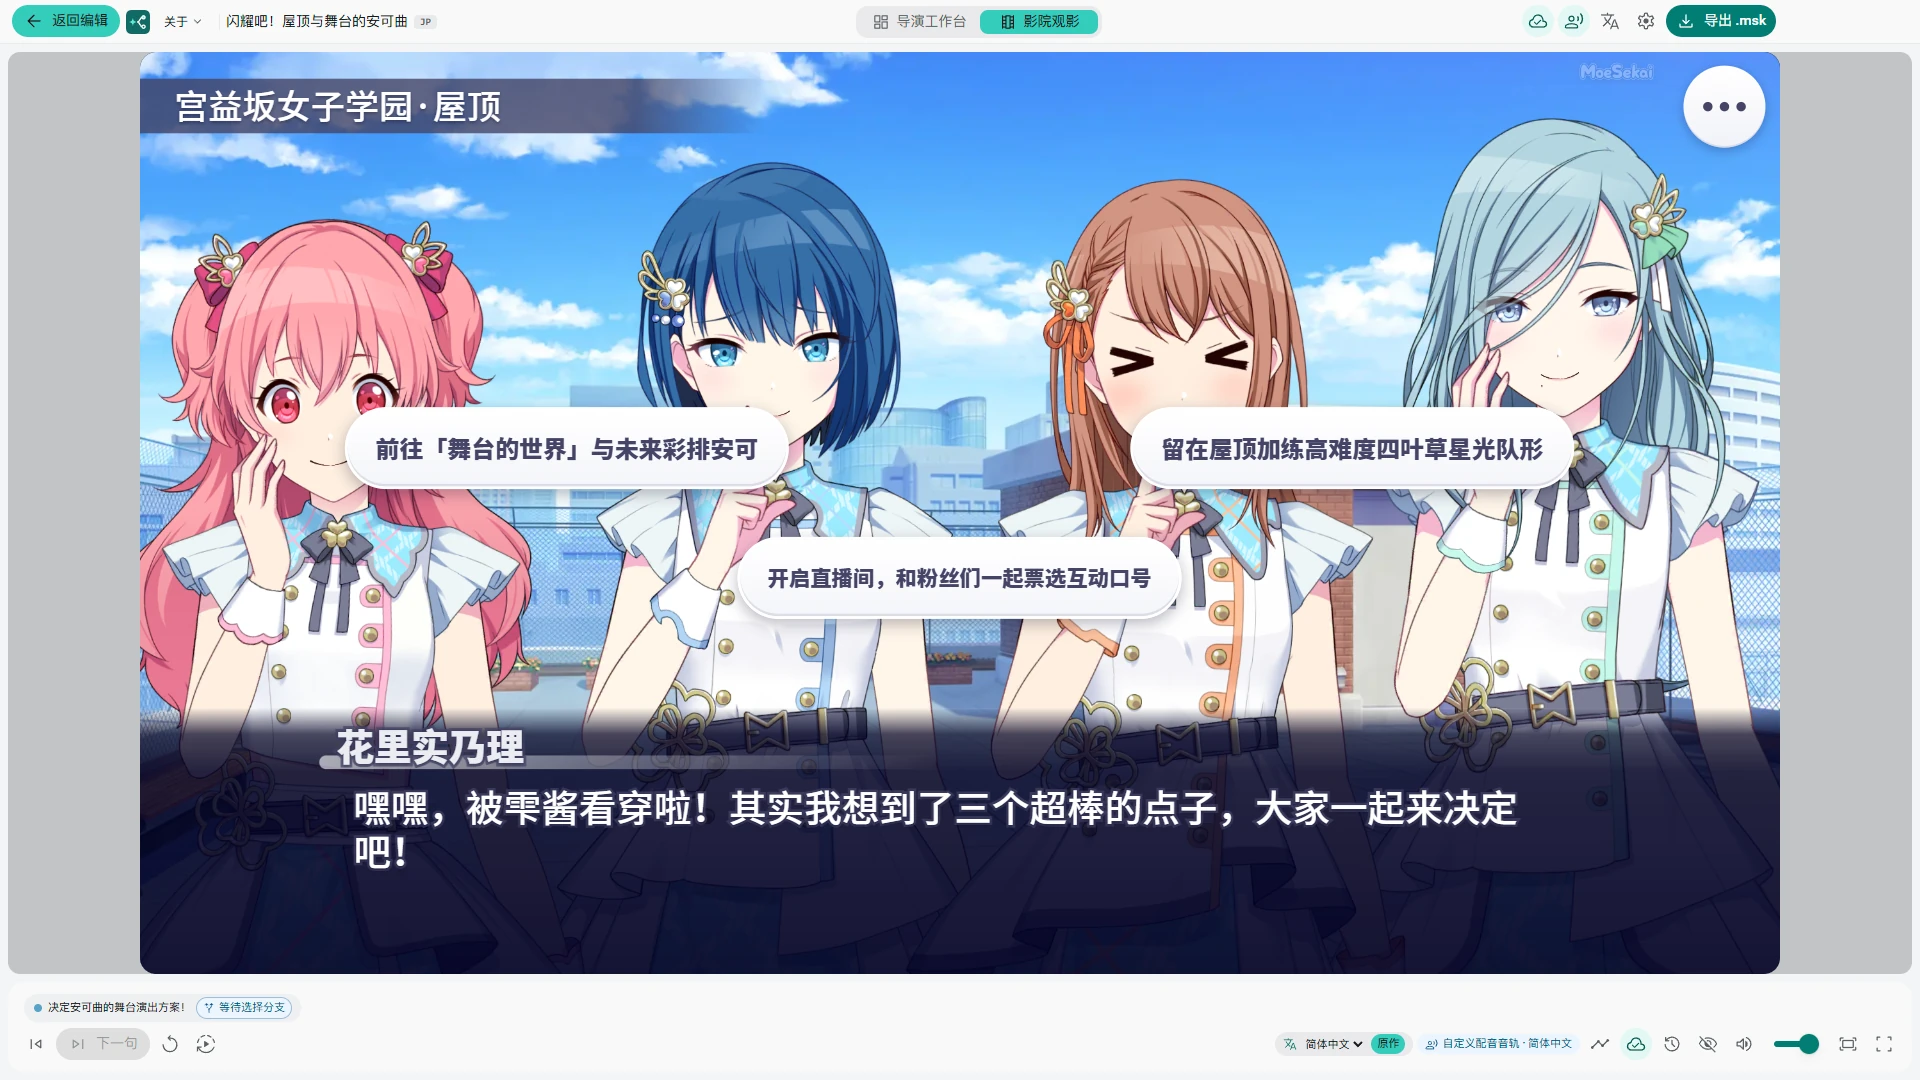 返回编辑
关于
闪耀吧！屋顶与舞台的安可曲 JP
导演工作台
影院观影
导出 .msk
MoeSekai
宫益坂女子学园·屋顶
前往「舞台的世界」与未来彩排安可
留在屋顶加练高难度四叶草星光队形
开启直播间，和粉丝们一起票选互动口号
花里实乃理
嘿嘿，被雫酱看穿啦！其实我想到了三个超棒的点子，大家一起来决定
吧！
决定安可曲的舞台演出方案！
等待选择分支
下一句
简体中文
原作
自定义配音音轨·简体中文